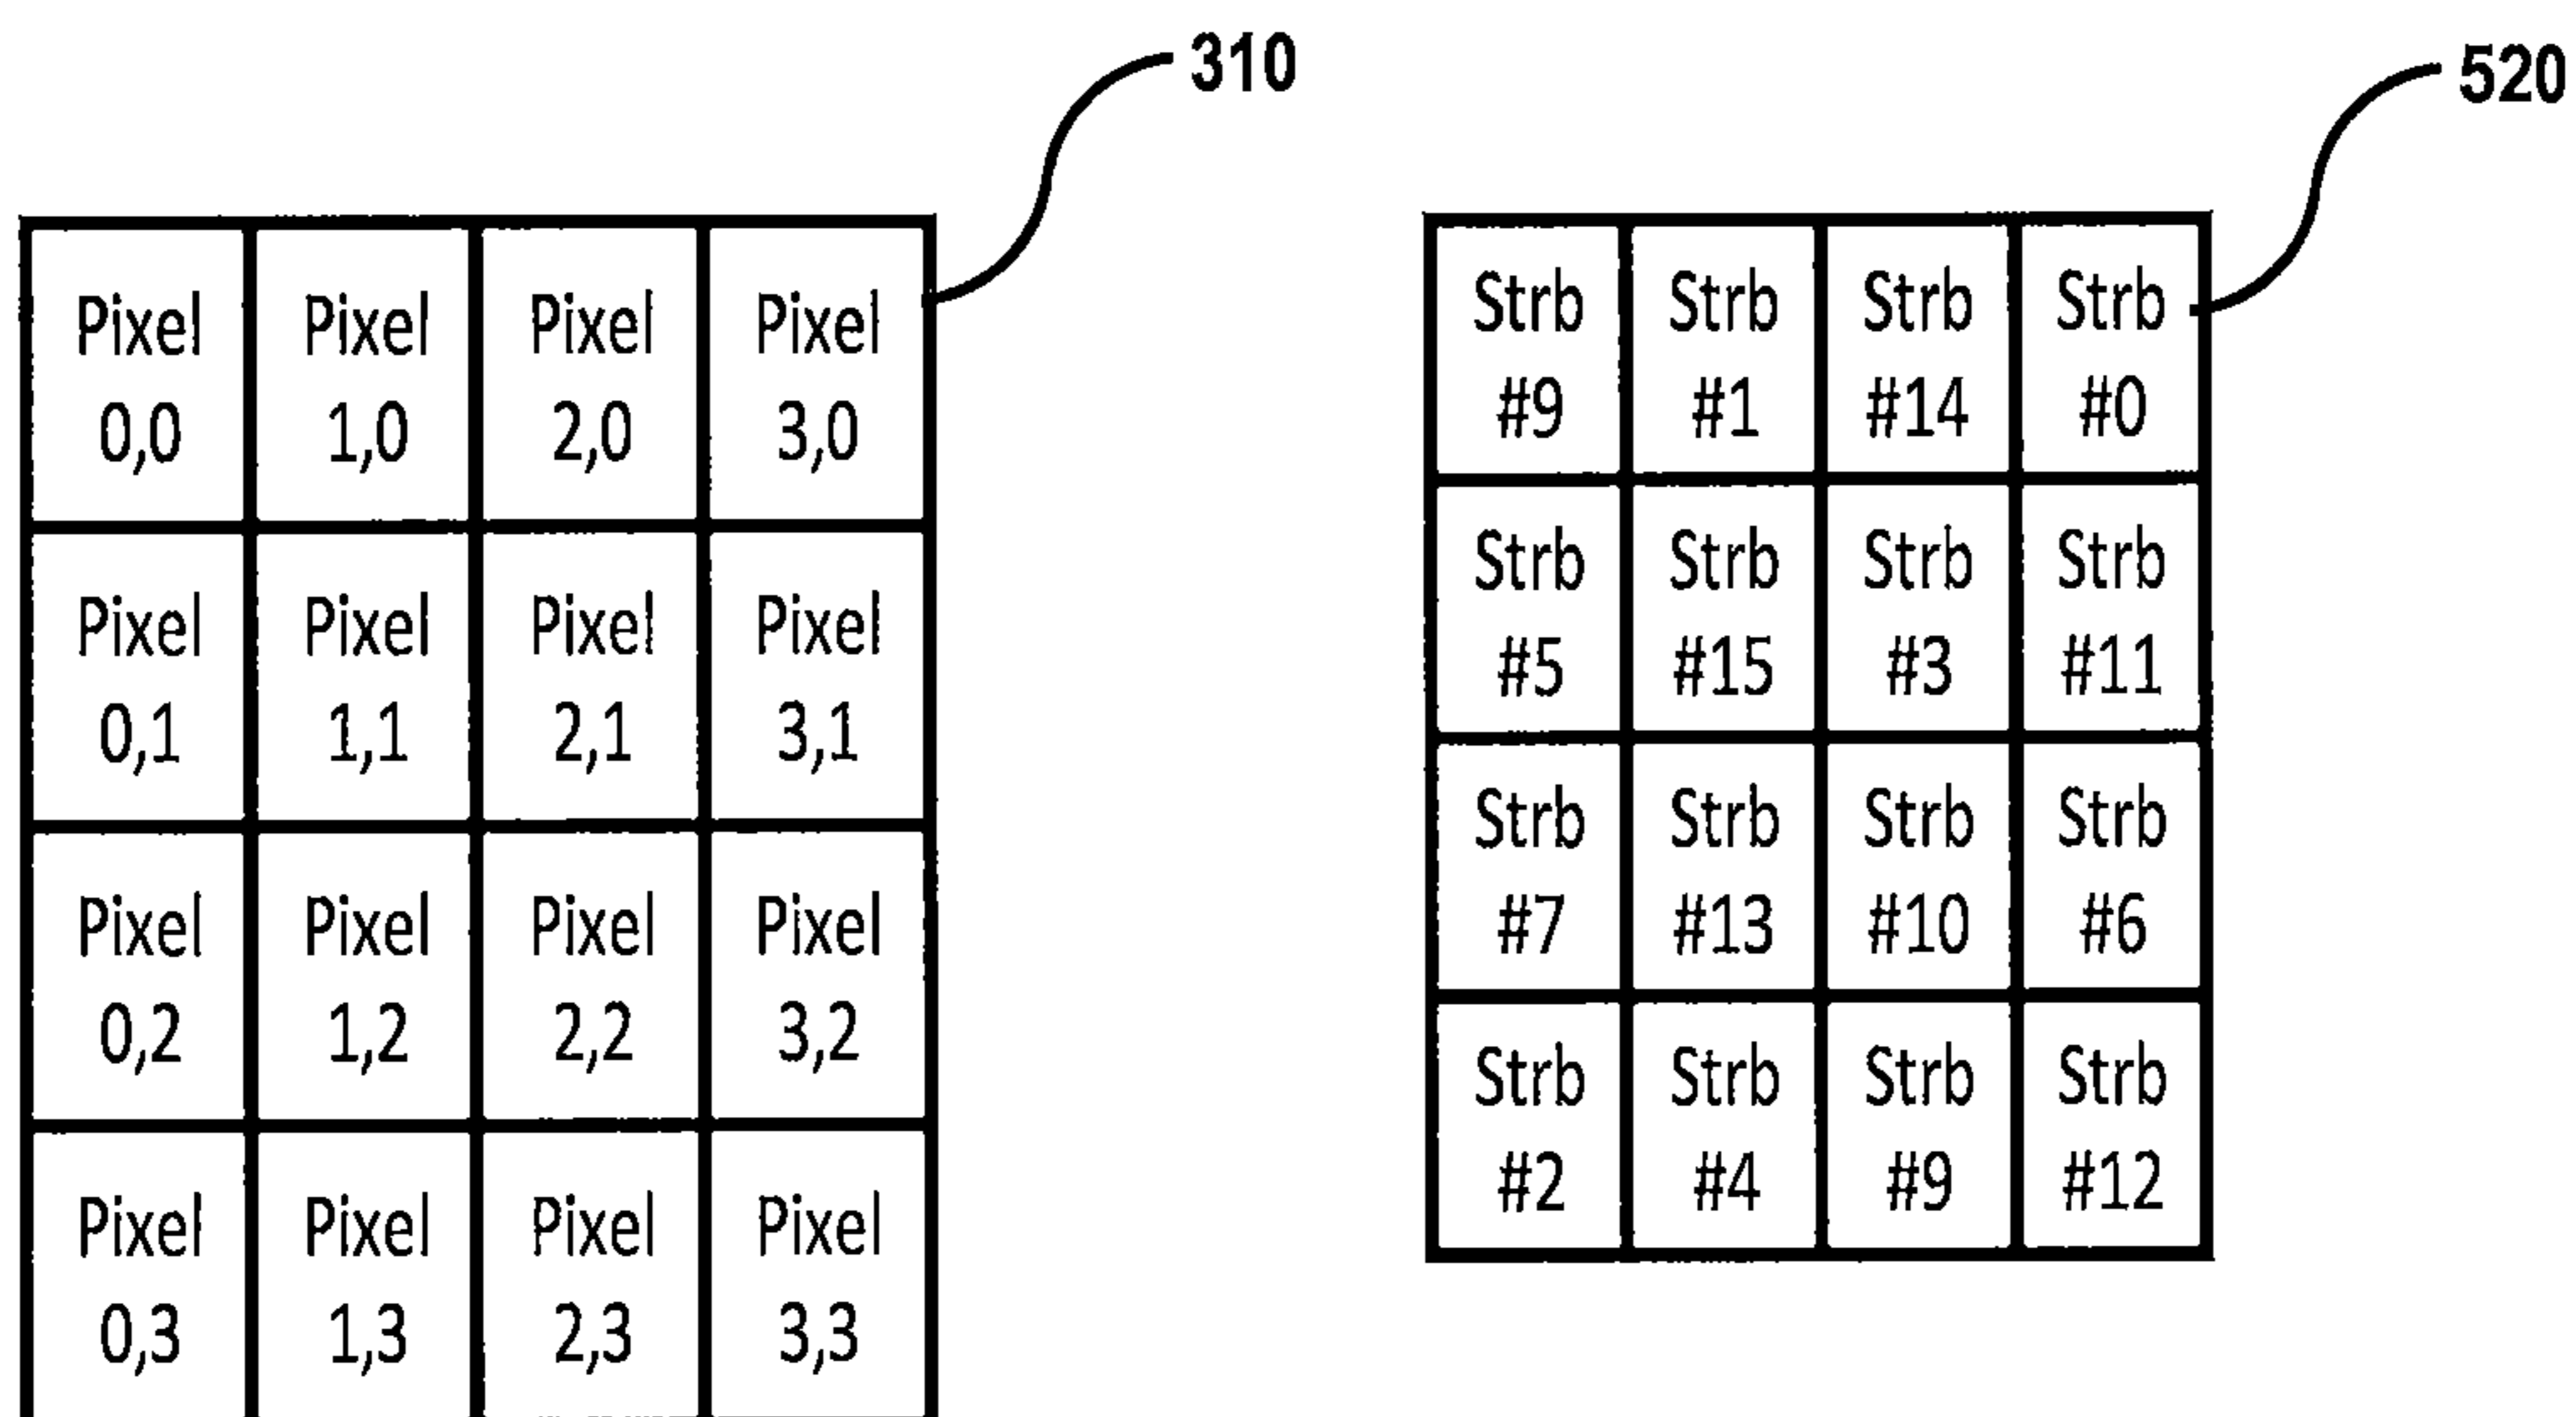 310
520
Pixel Pixel Pixel Pixel
0,0 1,0 2,0 3,0
Pixel Pixel Pixel Pixel
0,1 1,1 2,1 3,1
Pixel Pixel Pixel Pixel
0,2 1,2 2,2 3,2
Pixel Pixel Pixel Pixel
0,3 1,3 2,3 3,3
Strb Strb Strb Strb
#9 #1 #14 #0
Strb Strb Strb Strb
#5 #15 #3 #11
Strb Strb Strb Strb
#7 #13 #10 #6
Strb Strb Strb Strb
#2 #4 #9 #12